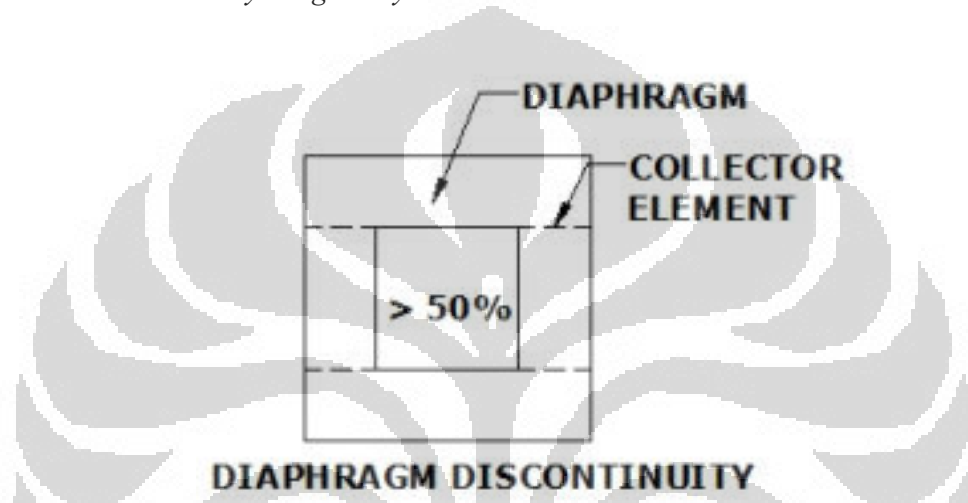 DIAPHRAGM
COLLECTOR
ELEMENT
> 50%
DIAPHRAGM DISCONTINUITY